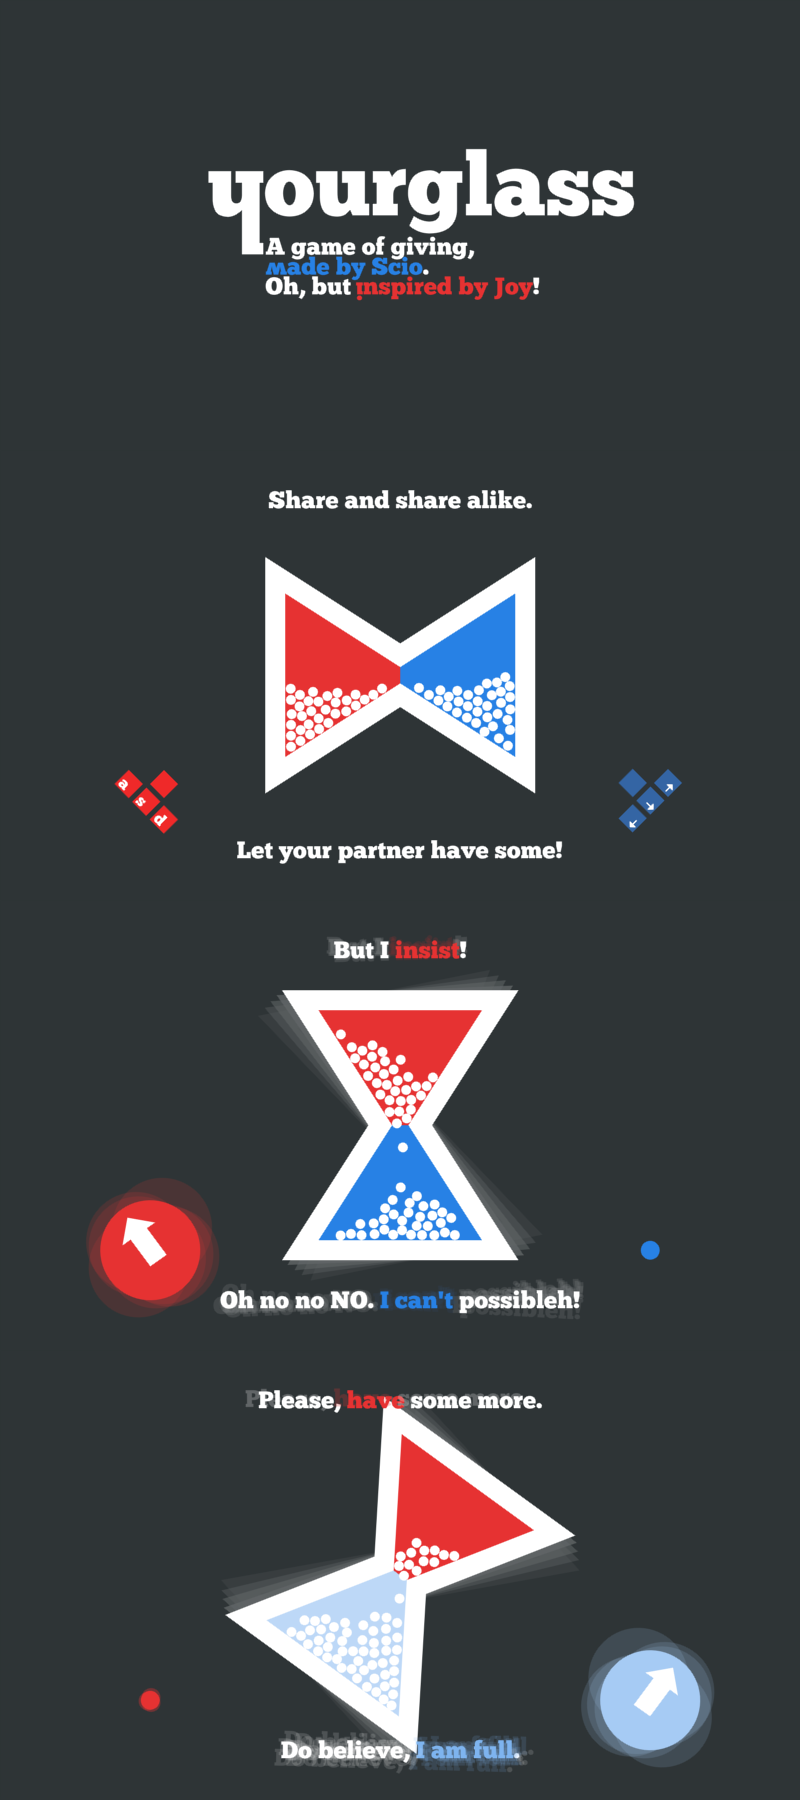 yourglass
A game of giving,
made by Scio.
Oh, but inspired by Joy!
Share and share alike.
a
s
d
Let your partner have some!
But I insist!
Oh no no NO. I can't possibleh!
Please, have some more.
Do believe, I am full.